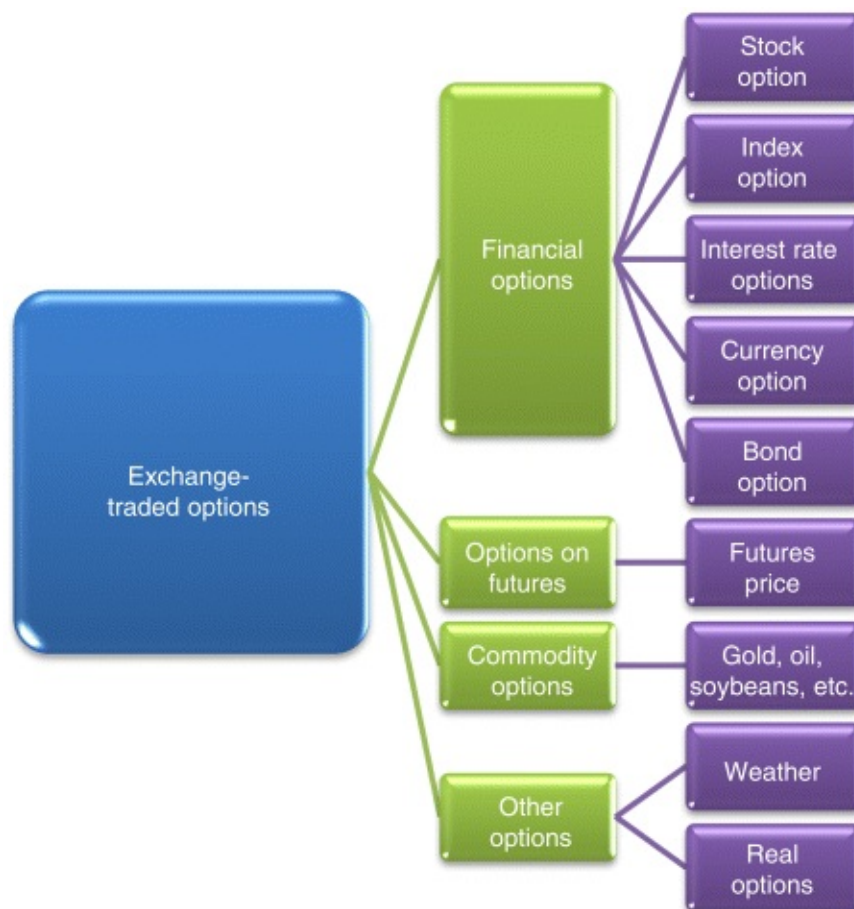 Exchange-
traded options
Financial
options
Stock
option
Index
option
Interest rate
options
Currency
option
Bond
option
Options on
futures
Futures
price
Commodity
options
Gold, oil,
soybeans, etc.
Other
options
Weather
Real
options